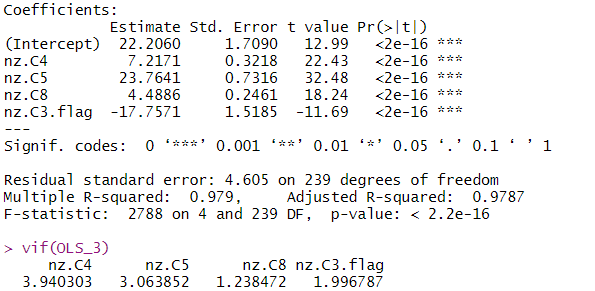 Coefficients:
Estimate Std. Error t value Pr(>|t|)
(Intercept) 22.2060 1.7090 12.99 <2e-16 ***
nz.C4 7.2171 0.3218 22.43 <2e-16 ***
nz.C5 23.7641 0.7316 32.48 <2e-16 ***
nz.C8 4.4886 0.2461 18.24 <2e-16 ***
nz.C3.flag -17.7571 1.5185 -11.69 <2e-16 ***
---
Signif. codes: 0 ‘***’ 0.001 ‘**’ 0.01 ‘*’ 0.05 ‘.’ 0.1 ‘ ’ 1
Residual standard error: 4.605 on 239 degrees of freedom
Multiple R-squared: 0.979, Adjusted R-squared: 0.9787
F-statistic: 2788 on 4 and 239 DF, p-value: < 2.2e-16
> vif(OLS_3)
nz.C4 nz.C5 nz.C8 nz.C3.flag
3.940303 3.063852 1.238472 1.996787